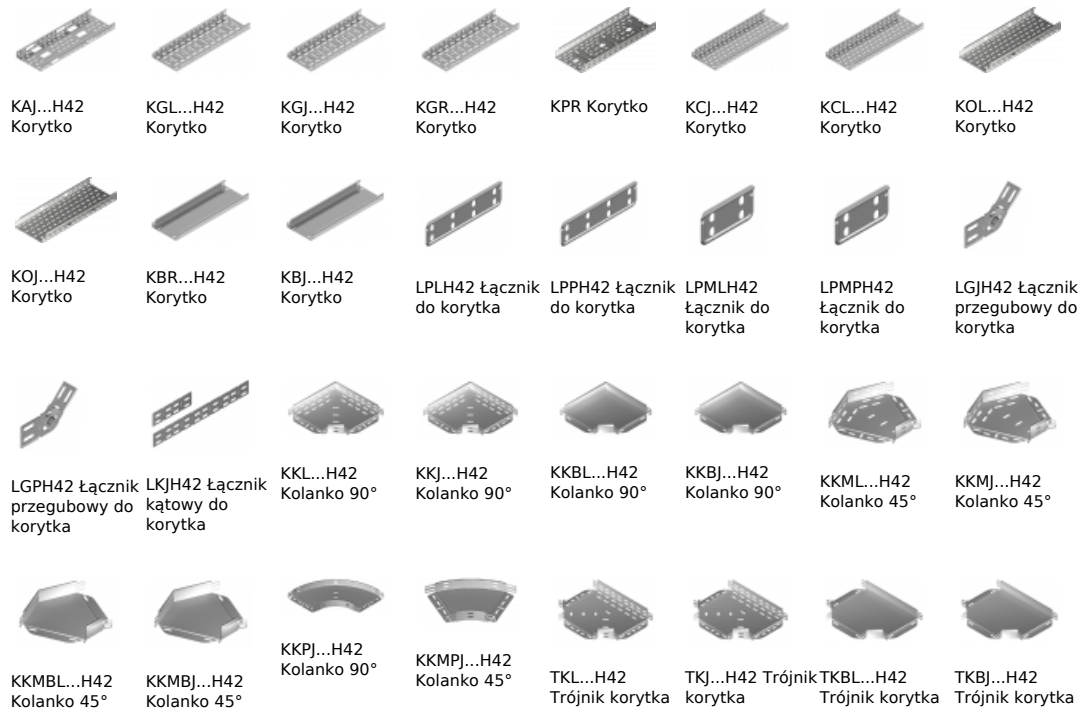 KAJ...H42
Korytko
KGL...H42
Korytko
KGJ...H42
Korytko
KGR...H42
Korytko
KPR Korytko
KCJ...H42
Korytko
KCL...H42
Korytko
KOL...H42
Korytko
KOJ...H42
Korytko
KBR...H42
Korytko
KBJ...H42
Korytko
LPLH42 Łącznik
do korytka
LPPH42 Łącznik
do korytka
LPMLH42
Łącznik do
korytka
LPMPH42
Łącznik do
korytka
LGJH42 Łącznik
przegubowy do
korytka
LGPH42 Łącznik
przegubowy do
korytka
LKJH42 Łącznik
kątowy do
korytka
KKL...H42
Kolanko 90°
KKJ...H42
Kolanko 90°
KKBL...H42
Kolanko 90°
KKBJ...H42
Kolanko 90°
KKML...H42
Kolanko 45°
KKMJ...H42
Kolanko 45°
KKMBL...H42
Kolanko 45°
KKMBJ...H42
Kolanko 45°
KKPJ...H42
Kolanko 90°
KKMPJ...H42
Kolanko 45°
TKL...H42
Trójnik korytka
TKJ...H42 Trójnik
korytka
TKBL...H42
Trójnik korytka
TKBJ...H42
Trójnik korytka